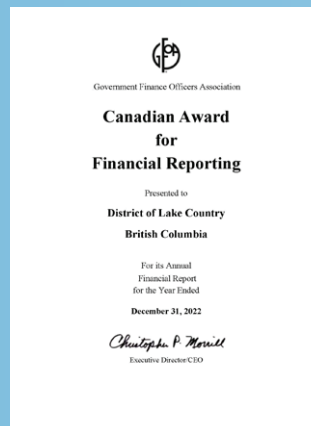 GFOA
Government Finance Officers Association
Canadian Award
for
Financial Reporting
Presented to
District of Lake Country
British Columbia
For its Annual
Financial Report
for the Year Ended
December 31, 2022
Christopher P. Morrill
Executive Director/CEO